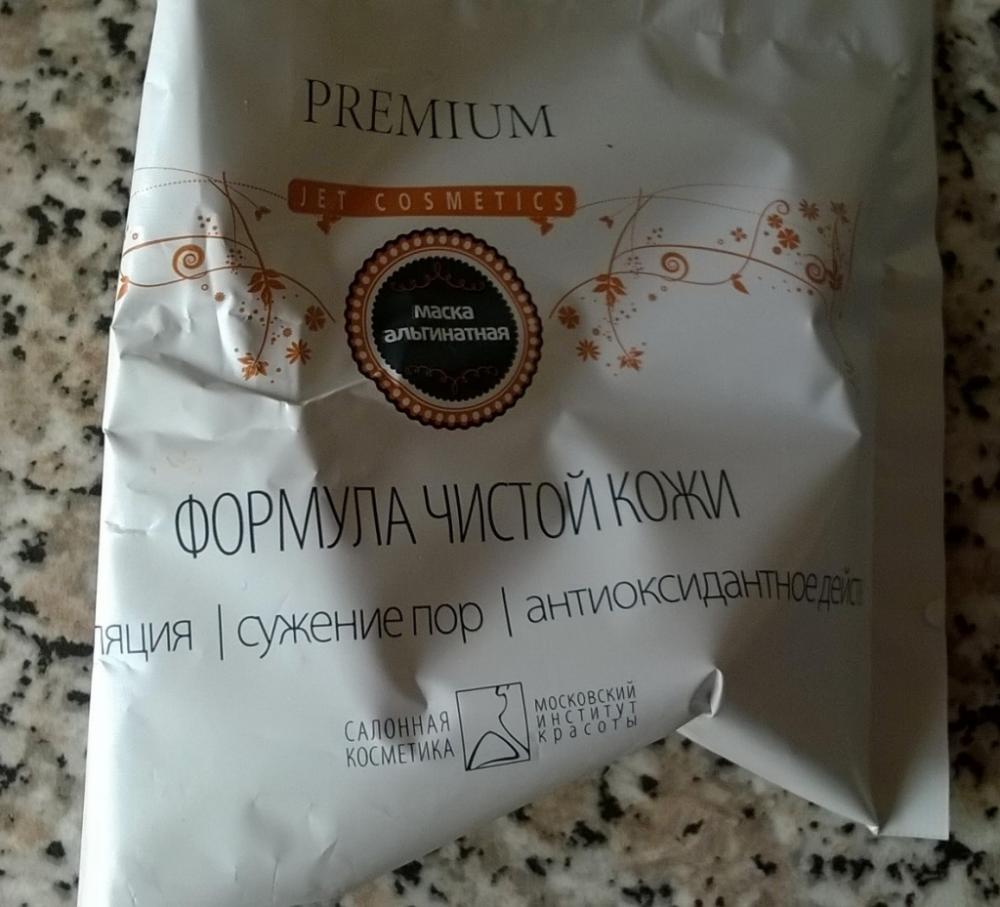 PREMIUM
JET COSMETICS
маска
альгинатная
ФОРМУЛА ЧИСТОЙ КОЖИ
| сужение пор | антиоксидантное
САЛОННАЯ
КОСМЕТИКА
МОСКОВСКИЙ
ИНСТИТУТ
красоты